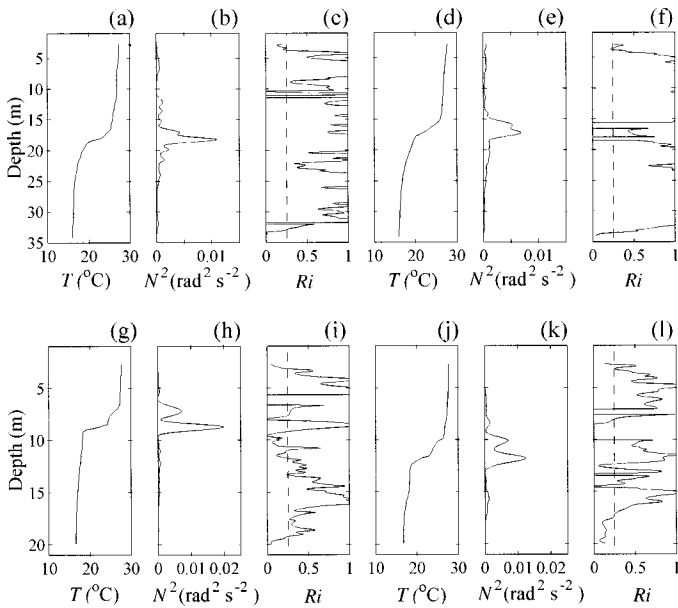 (a) (b) (c) (d) (e) (f)
5
10
15
20
25
30
35
Depth (m)
10 20 30 0 0.01 0 0.5 1 10 20 30 0 0.01 0 0.5 1
T (°C) N² (rad² s⁻²) Ri T (°C) N² (rad² s⁻²) Ri
(g) (h) (i) (j) (k) (l)
5
10
15
20
Depth (m)
10 20 30 0 0.01 0.02 0 0.5 1 10 20 30 0 0.01 0.02 0 0.5 1
T (°C) N² (rad² s⁻²) Ri T (°C) N² (rad² s⁻²) Ri